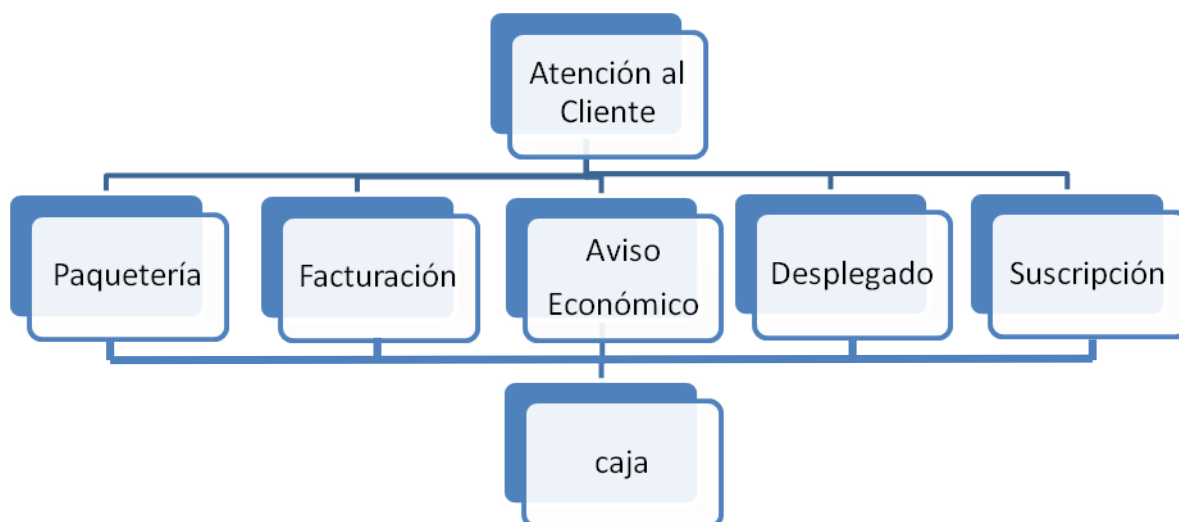 Atención al
Cliente
Paquetería
Facturación
Aviso
Económico
Desplegado
Suscripción
caja